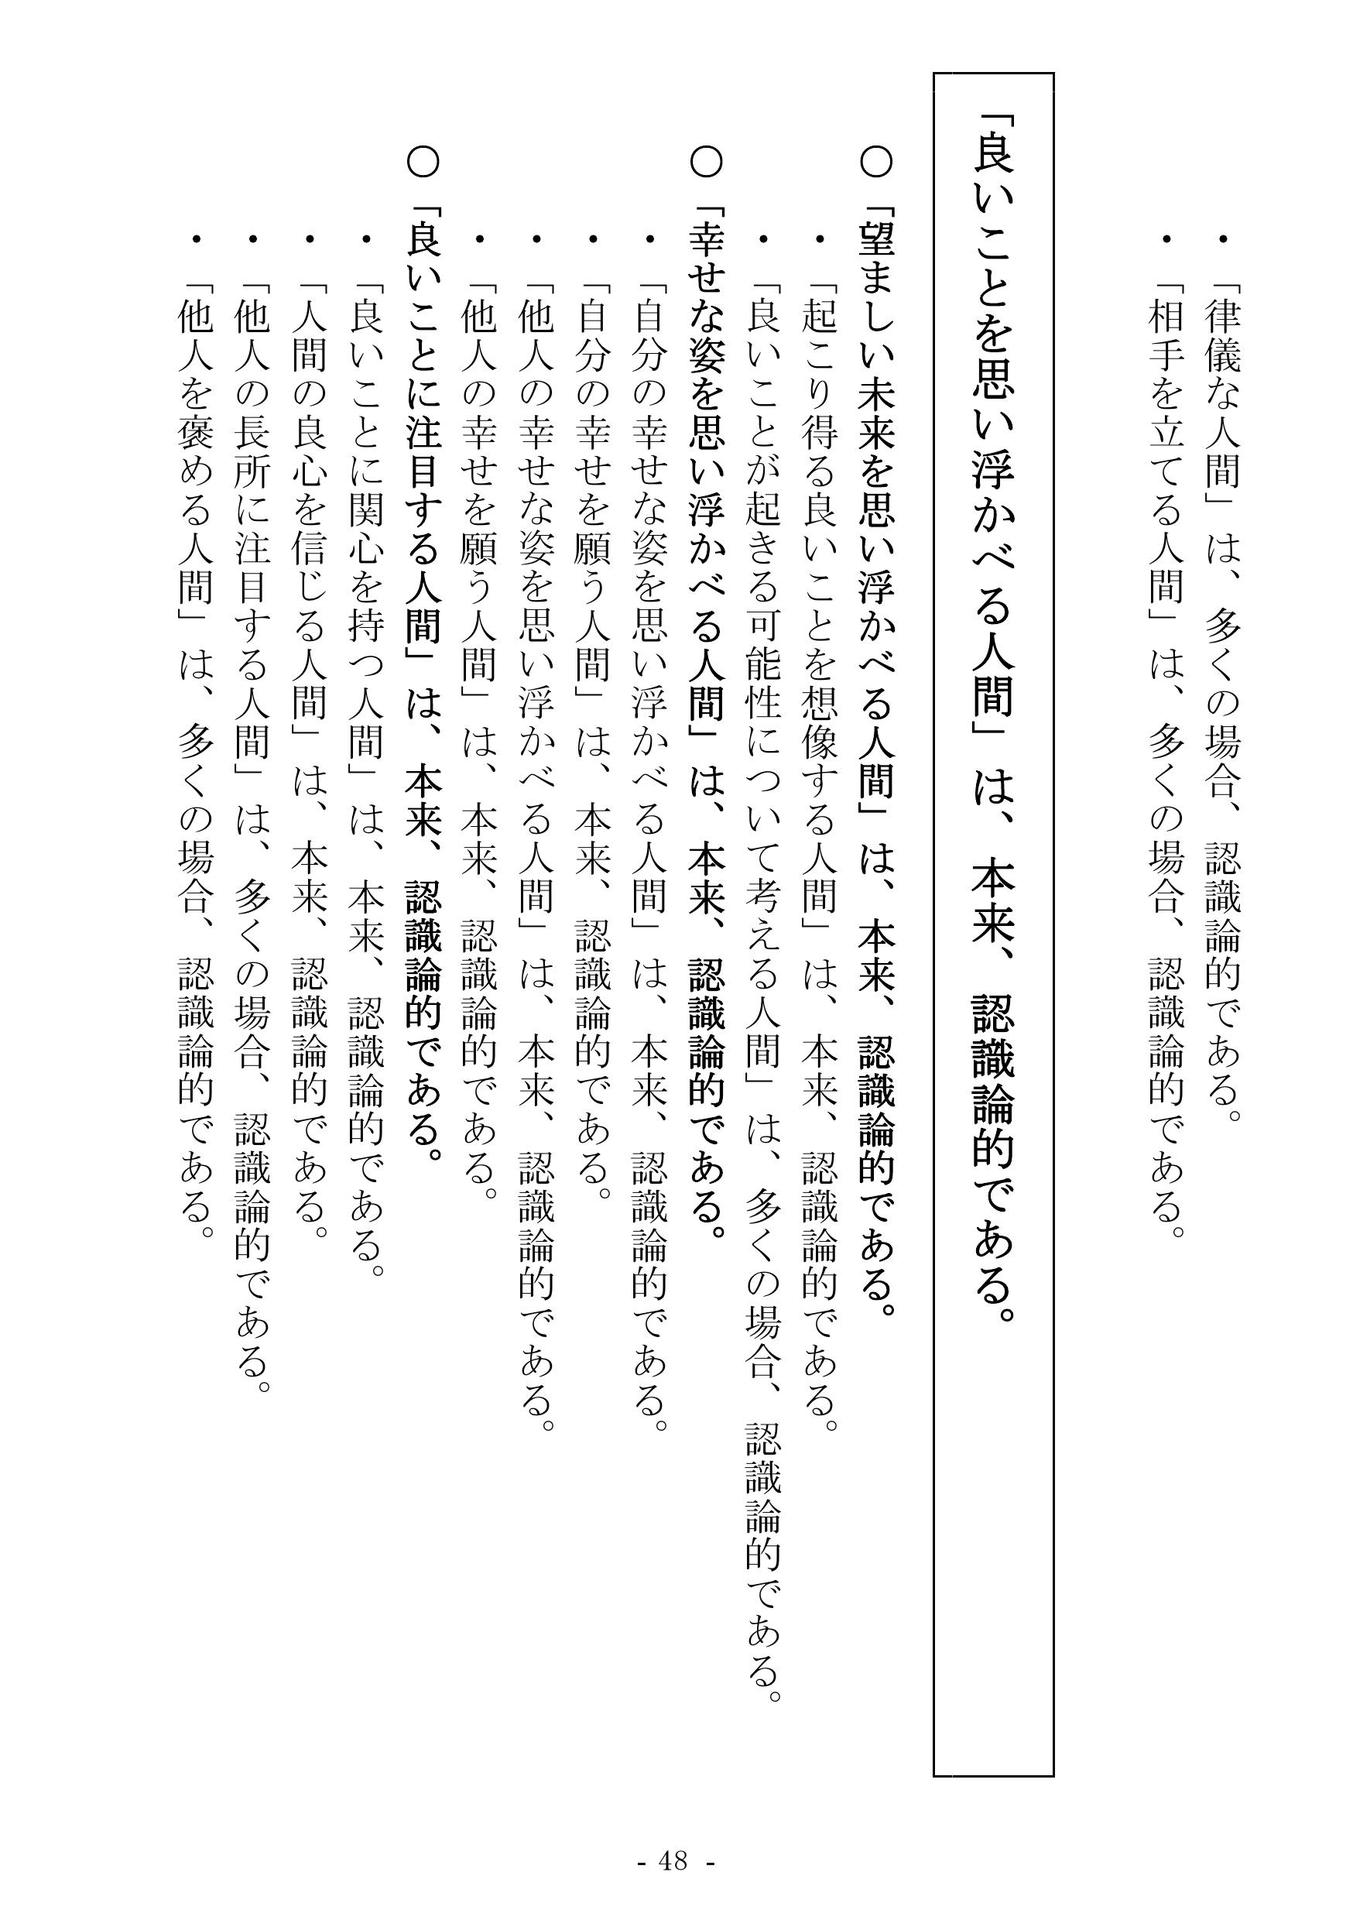 ・「律儀な人間」は、多くの場合、認識論的である。
・「相手を立てる人間」は、多くの場合、認識論的である。
「良いことを思い浮かべる人間」は、本来、認識論的である。
○「望ましい未来を思い浮かべる人間」は、本来、認識論的である。
・「起こり得る良いことを想像する人間」は、本来、認識論的である。
・「良いことが起きる可能性について考える人間」は、多くの場合、認識論的である。
○「幸せな姿を思い浮かべる人間」は、本来、認識論的である。
・「自分の幸せな姿を思い浮かべる人間」は、本来、認識論的である。
・「自分の幸せを願う人間」は、本来、認識論的である。
・「他人の幸せな姿を思い浮かべる人間」は、本来、認識論的である。
・「他人の幸せを願う人間」は、本来、認識論的である。
○「良いことに注目する人間」は、本来、認識論的である。
・「良いことに関心を持つ人間」は、本来、認識論的である。
・「人間の良心を信じる人間」は、本来、認識論的である。
・「他人の長所に注目する人間」は、多くの場合、認識論的である。
・「他人を褒める人間」は、多くの場合、認識論的である。
- 48 -